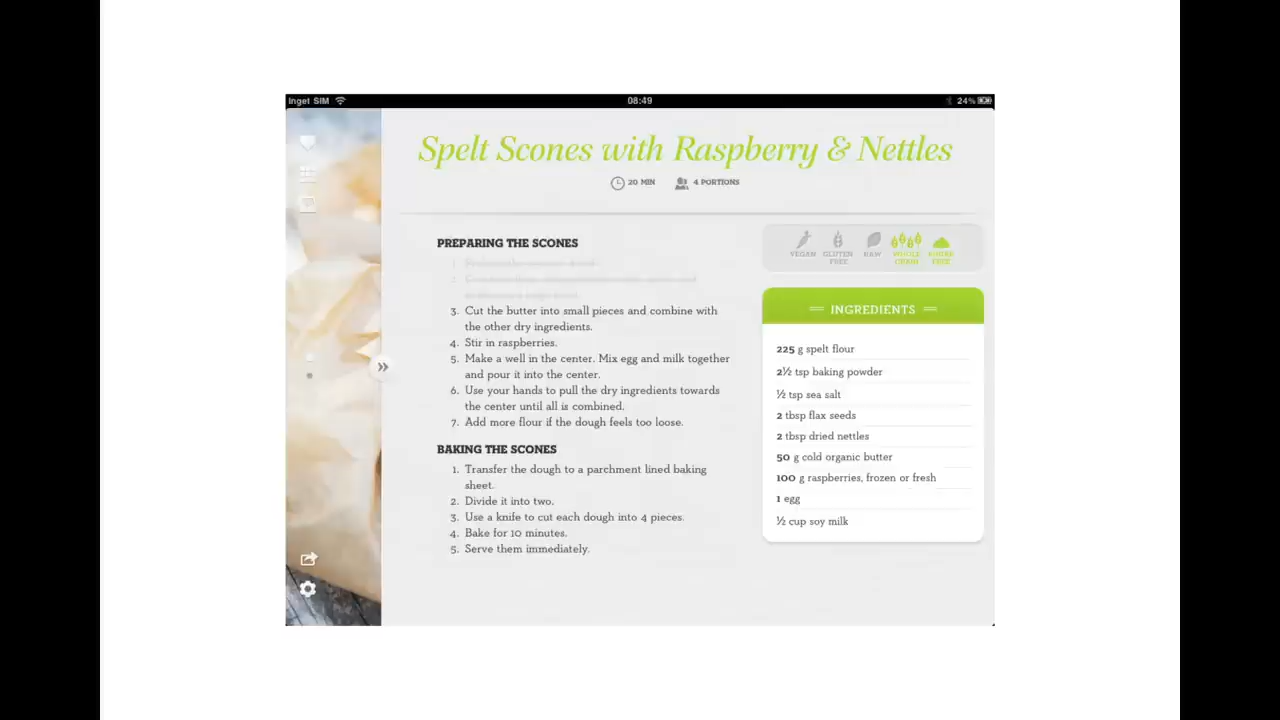 Inget SIM 08:49 24%
Spelt Scones with Raspberry & Nettles
20 MIN 4 PORTIONS
PREPARING THE SCONES
1.
2.
3. Cut the butter into small pieces and combine with
the other dry ingredients.
4. Stir in raspberries.
5. Make a well in the center. Mix egg and milk together
and pour it into the center.
6. Use your hands to pull the dry ingredients towards
the center until all is combined.
7. Add more flour if the dough feels too loose.
BAKING THE SCONES
1. Transfer the dough to a parchment lined baking
sheet.
2. Divide it into two.
3. Use a knife to cut each dough into 4 pieces.
4. Bake for 10 minutes.
5. Serve them immediately.
VEGAN GLUTEN FREE RAW WHOLE GRAIN SUGAR FREE
INGREDIENTS
225 g spelt flour
2½ tsp baking powder
½ tsp sea salt
2 tbsp flax seeds
2 tbsp dried nettles
50 g cold organic butter
100 g raspberries, frozen or fresh
1 egg
½ cup soy milk